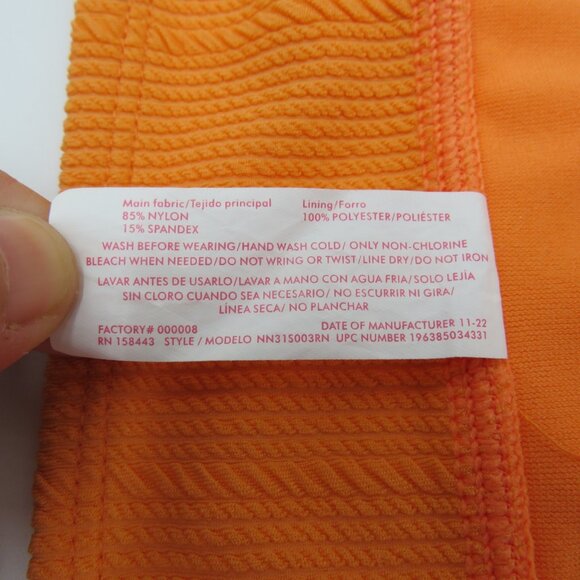 Main fabric/Tejido principal Lining/Forro
85% NYLON 100% POLYESTER/POLIÉSTER
15% SPANDEX
WASH BEFORE WEARING/HAND WASH COLD/ ONLY NON-CHLORINE
BLEACH WHEN NEEDED/DO NOT WRING OR TWIST/LINE DRY/DO NOT IRON
LAVAR ANTES DE USARLO/LAVAR A MANO CON AGUA FRIA/SOLO LEJÍA
SIN CLORO CUANDO SEA NECESARIO/ NO ESCURRIR NI GIRA/
LÍNEA SECA/ NO PLANCHAR
FACTORY# 000008 DATE OF MANUFACTURER 11-22
RN 158443 STYLE / MODELO NN31S003RN UPC NUMBER 196385034331